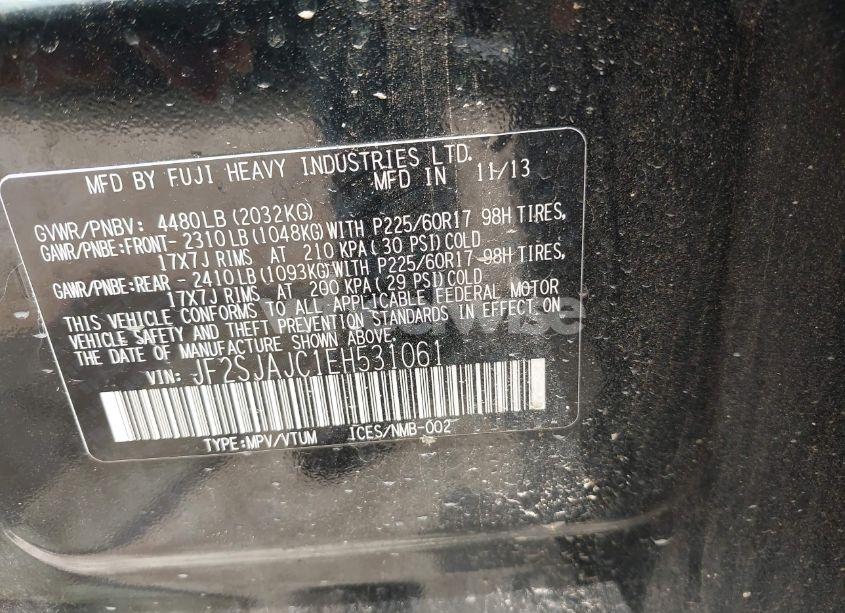 MFD BY FUJI HEAVY INDUSTRIES LTD.
MFD IN 11/13
GVWR/PNBV: 4480LB(2032KG)
GAWR/PNBE:FRONT- 2310LB(1048KG)WITH P225/60R17 98H TIRES,
17X7J RIMS AT 210 KPA( 30 PSI)COLD
GAWR/PNBE:REAR - 2410LB(1093KG)WITH P225/60R17 98H TIRES,
17X7J RIMS AT 290 KPA( 29 PSI)COLD
THIS VEHICLE CONFORMS TO ALL APPLICABLE FEDERAL MOTOR
VEHICLE SAFETY AND THEFT PREVENTION STANDARDS IN EFFECT ON
THE DATE OF MANUFACTURE SHOWN ABOVE.
VIN: JF2SJAJC1EH531061
TYPE:MPV/VTUM ICES/NMB-002